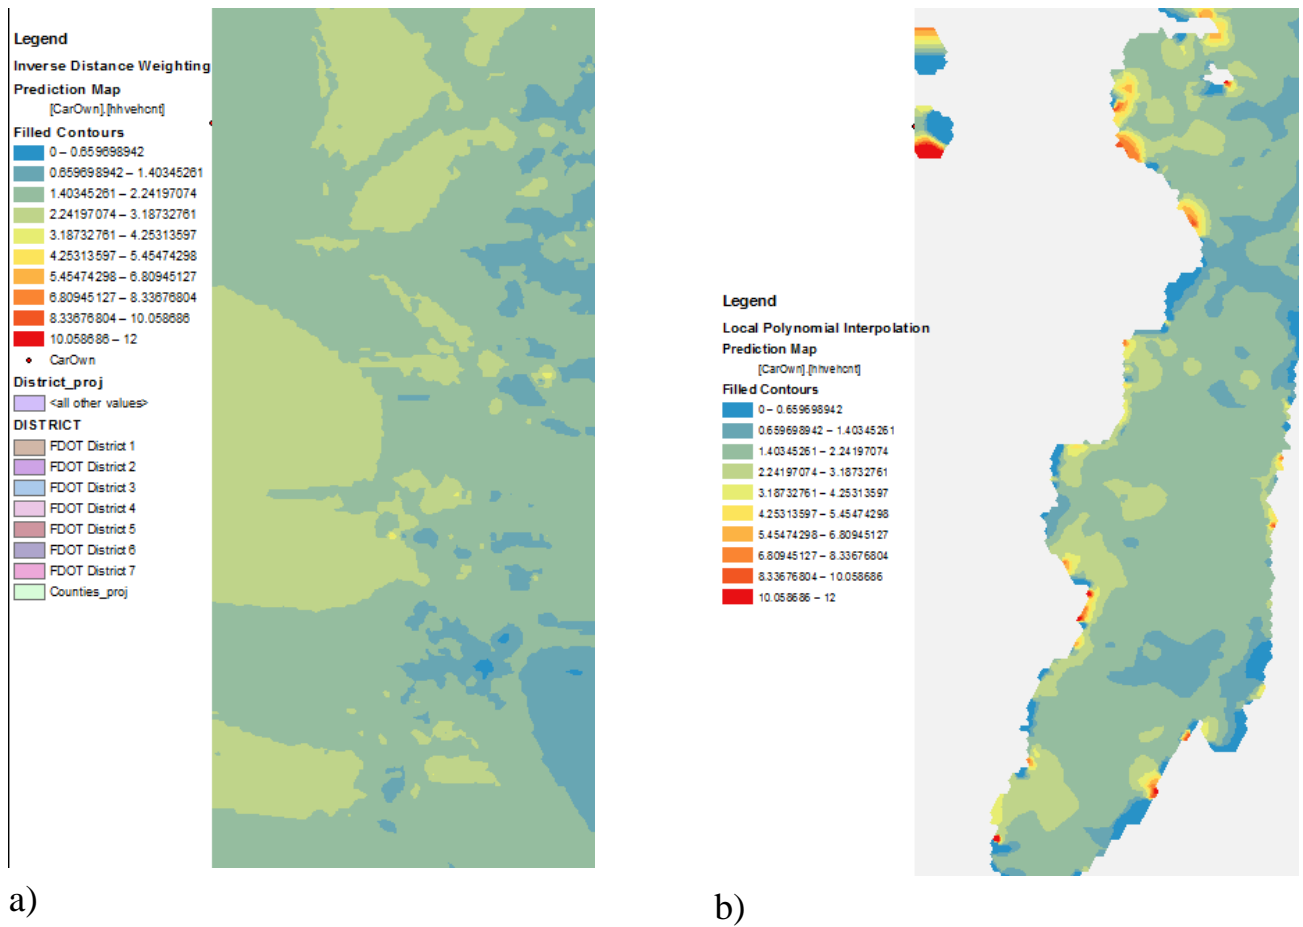 Legend
Inverse Distance Weighting
Prediction Map
[CarOwn].[hhvehcnt]
Filled Contours
0 – 0.659698942
0.659698942 – 1.40345261
1.40345261 – 2.24197074
2.24197074 – 3.18732761
3.18732761 – 4.25313597
4.25313597 – 5.45474298
5.45474298 – 6.80945127
6.80945127 – 8.33676804
8.33676804 – 10.058686
10.058686 – 12
CarOwn
District_proj
<all other values>
DISTRICT
FDOT District 1
FDOT District 2
FDOT District 3
FDOT District 4
FDOT District 5
FDOT District 6
FDOT District 7
Counties_proj
a)
Legend
Local Polynomial Interpolation
Prediction Map
[CarOwn].[hhvehcnt]
Filled Contours
0 – 0.659698942
0.659698942 – 1.40345261
1.40345261 – 2.24197074
2.24197074 – 3.18732761
3.18732761 – 4.25313597
4.25313597 – 5.45474298
5.45474298 – 6.80945127
6.80945127 – 8.33676804
8.33676804 – 10.058686
10.058686 – 12
b)